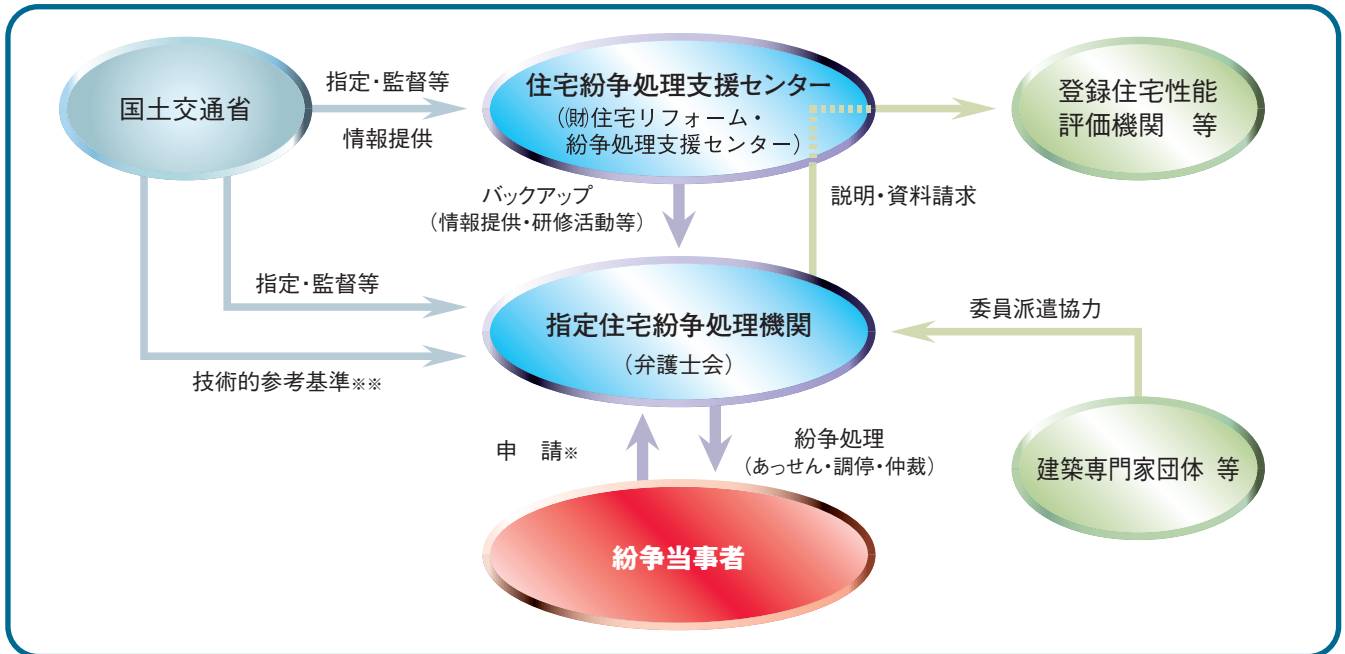 国土交通省
指定・監督等
情報提供
住宅紛争処理支援センター
(㈶住宅リフォーム・
紛争処理支援センター)
登録住宅性能
評価機関　等
バックアップ
(情報提供・研修活動等)
説明・資料請求
指定・監督等
技術的参考基準※※
指定住宅紛争処理機関
(弁護士会)
委員派遣協力
申　請※
紛争処理
(あっせん・調停・仲裁)
建築専門家団体 等
紛争当事者